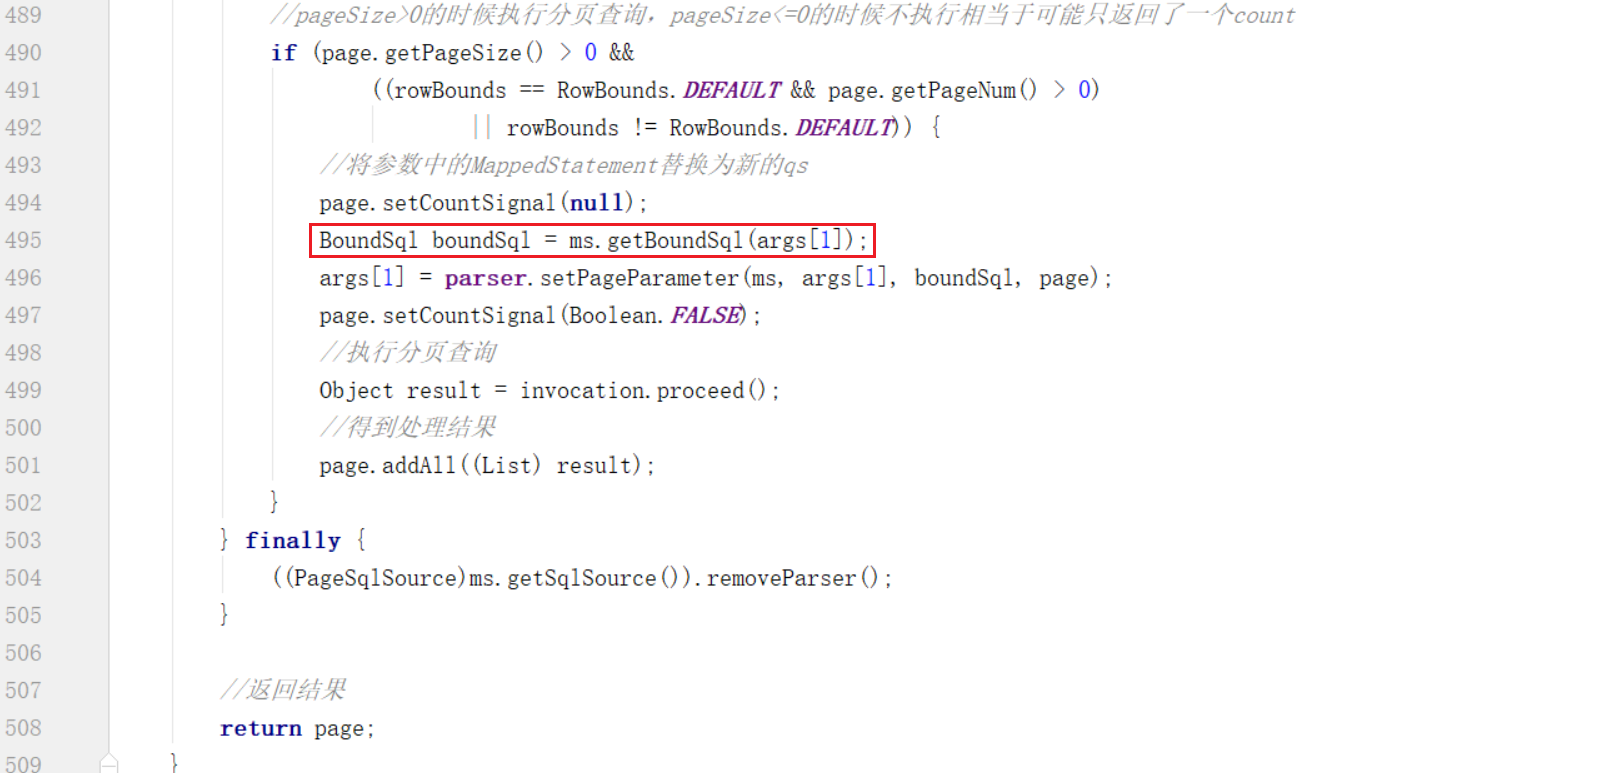 489 //pageSize>0的时候执行分页查询，pageSize<=0的时候不执行相当于可能只返回了一个count
490 if (page.getPageSize() > 0 &&
491 ((rowBounds == RowBounds.DEFAULT && page.getPageNum() > 0)
492 || rowBounds != RowBounds.DEFAULT)) {
493 //将参数中的MappedStatement替换为新的qs
494 page.setCountSignal(null);
495 BoundSql boundSql = ms.getBoundSql(args[1]);
496 args[1] = parser.setPageParameter(ms, args[1], boundSql, page);
497 page.setCountSignal(Boolean.FALSE);
498 //执行分页查询
499 Object result = invocation.proceed();
500 //得到处理结果
501 page.addAll((List) result);
502 }
503 } finally {
504 ((PageSqlSource)ms.getSqlSource()).removeParser();
505 }
506
507 //返回结果
508 return page;
509 }